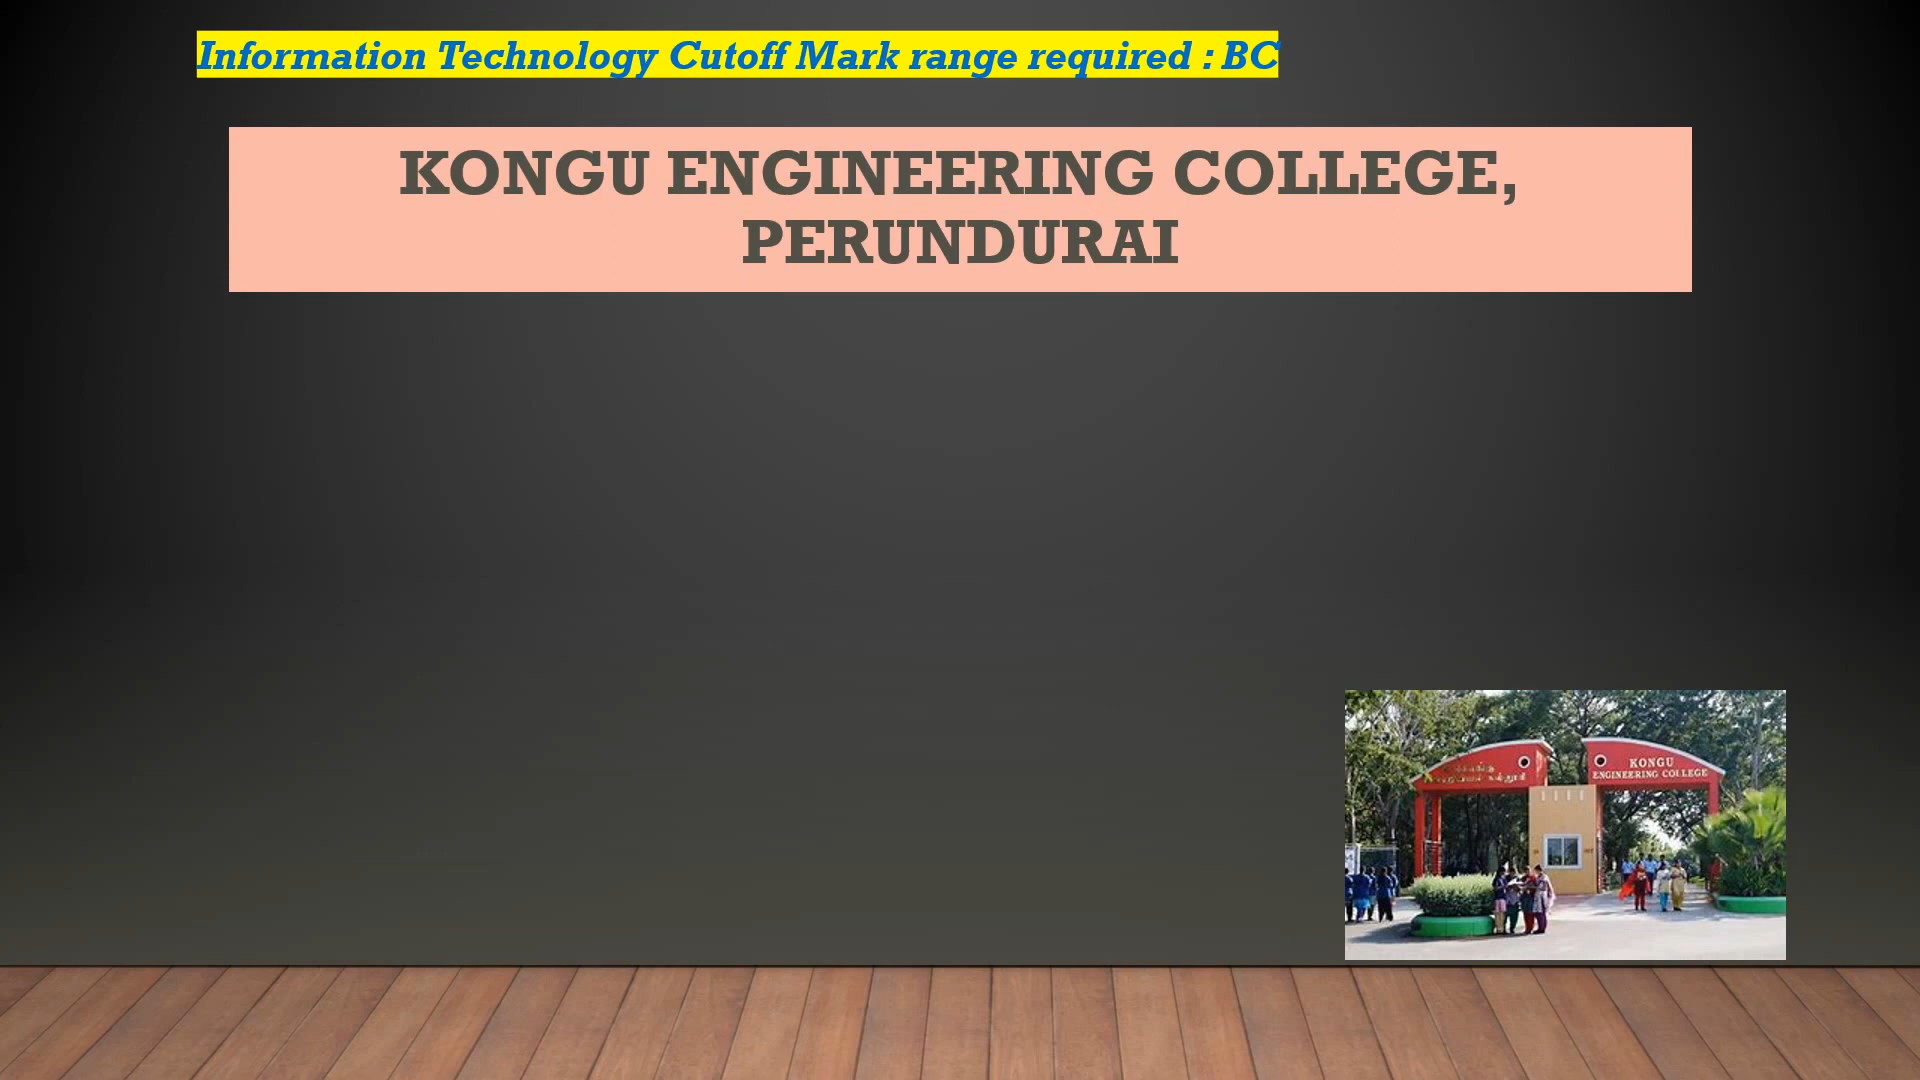 Information Technology Cutoff Mark range required : BC
KONGU ENGINEERING COLLEGE,
PERUNDURAI
KONGU
ENGINEERING COLLEGE